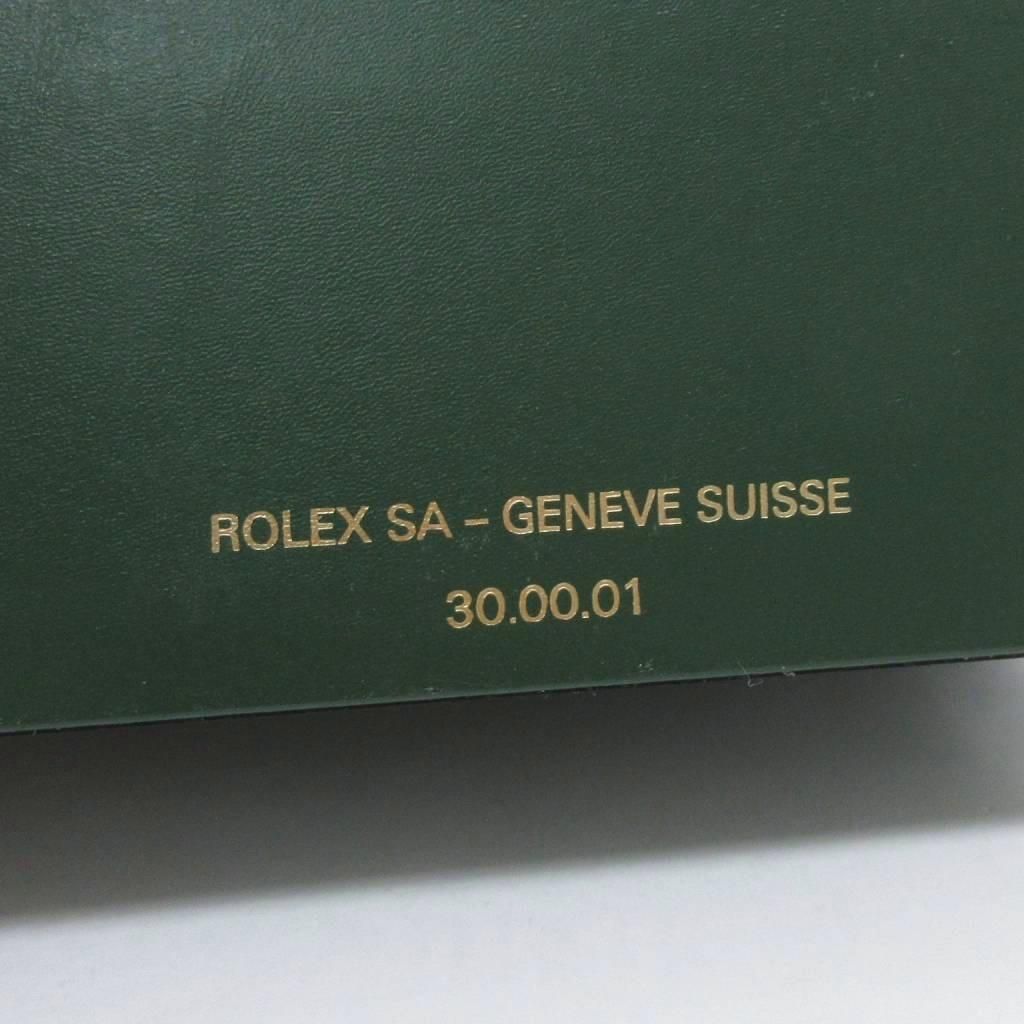 ROLEX SA – GENEVE SUISSE
30.00.01